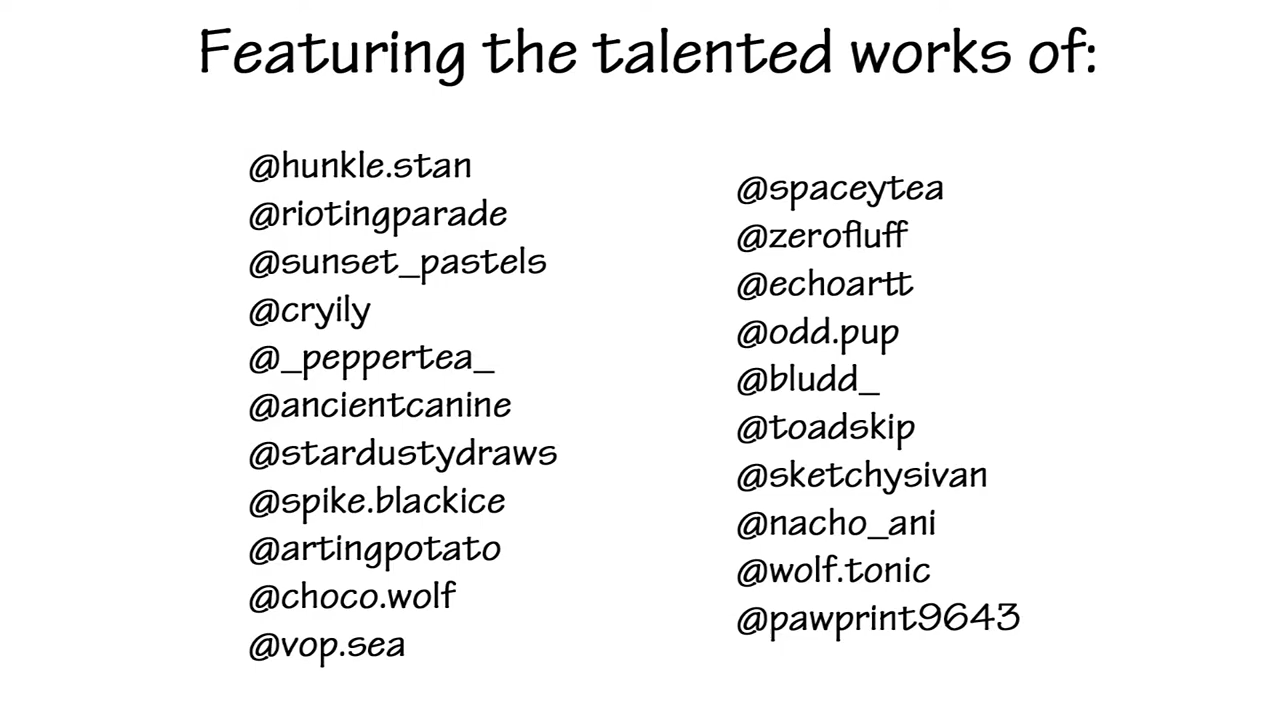 Featuring the talented works of:
@hunkle.stan
@riotingparade
@sunset_pastels
@cryily
@_peppertea_
@ancientcanine
@stardustydraws
@spike.blackice
@artingpotato
@choco.wolf
@vop.sea
@spaceytea
@zerofluff
@echoartt
@odd.pup
@bludd_
@toadskip
@sketchysivan
@nacho_ani
@wolf.tonic
@pawprint9643